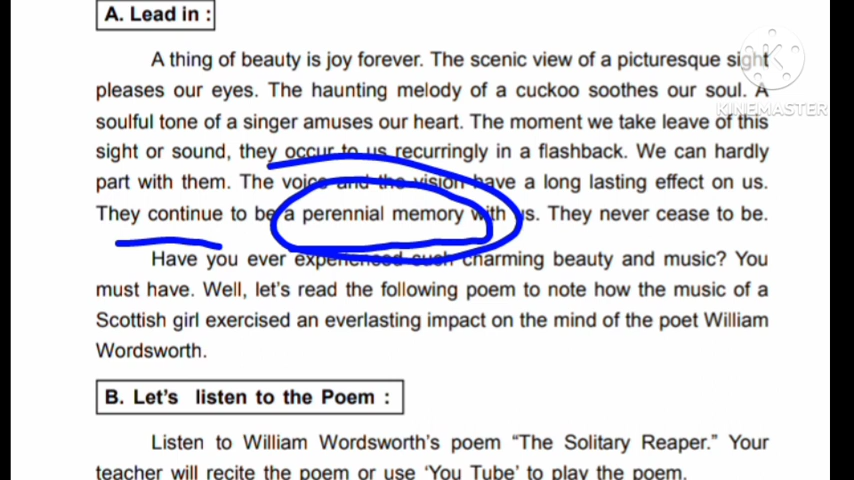 A. Lead in :
A thing of beauty is joy forever. The scenic view of a picturesque sight
pleases our eyes. The haunting melody of a cuckoo soothes our soul. A
soulful tone of a singer amuses our heart. The moment we take leave of this
sight or sound, they occur to us recurringly in a flashback. We can hardly
part with them. The voice and the vision have a long lasting effect on us.
They continue to be a perennial memory with us. They never cease to be.
Have you ever experienced such charming beauty and music? You
must have. Well, let's read the following poem to note how the music of a
Scottish girl exercised an everlasting impact on the mind of the poet William
Wordsworth.
B. Let's listen to the Poem :
Listen to William Wordsworth's poem “The Solitary Reaper.” Your
teacher will recite the poem or use ‘You Tube’ to play the poem.
KINEMASTER